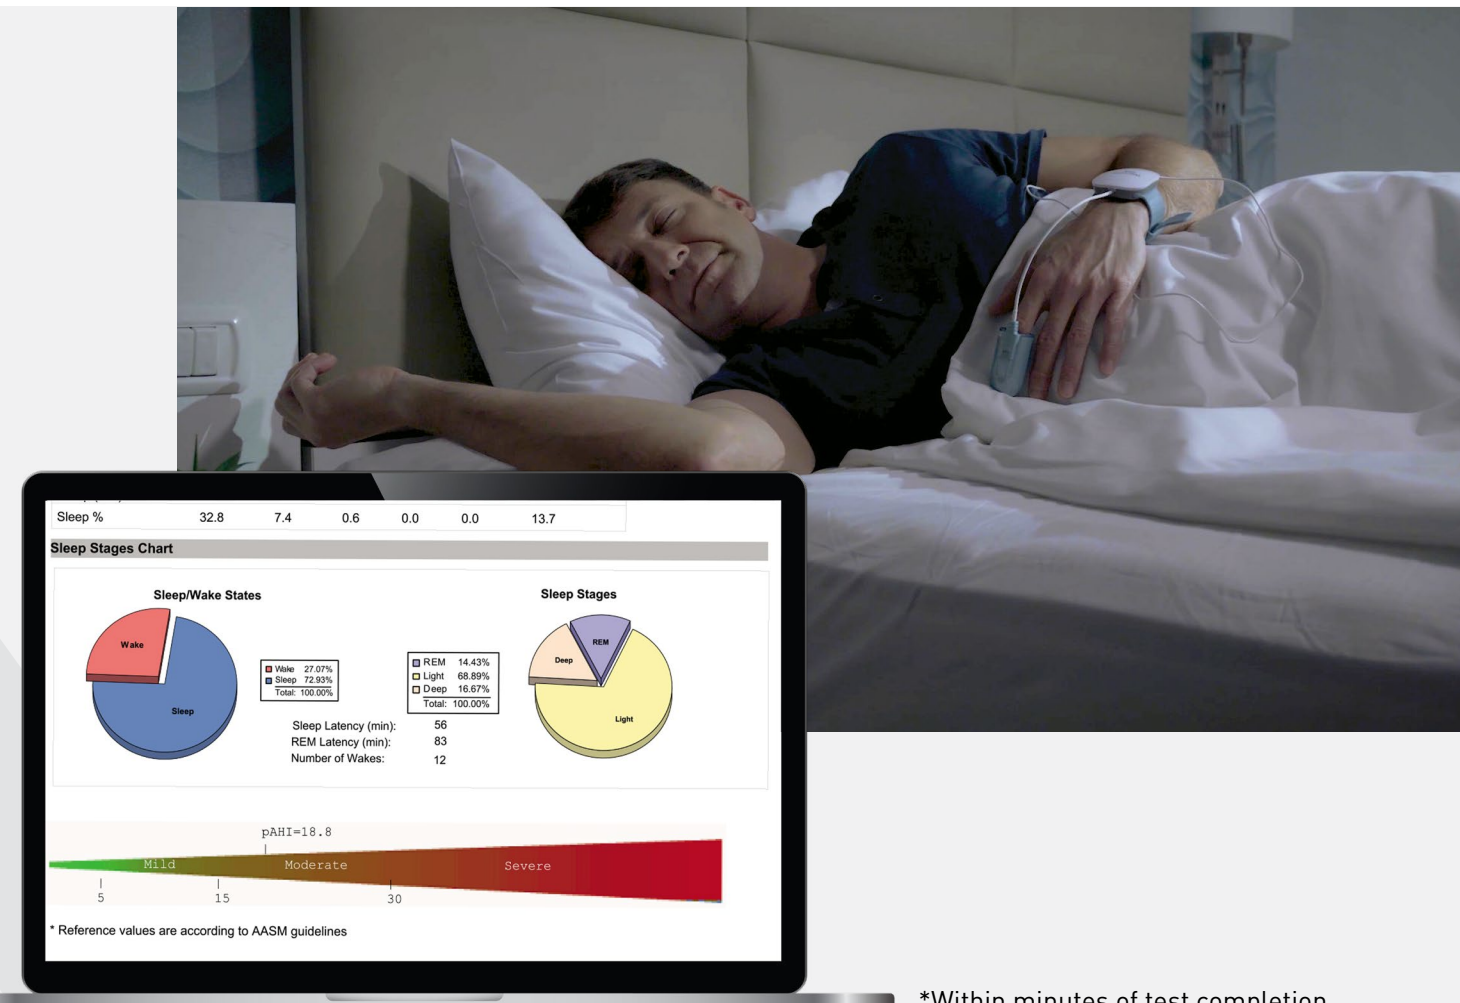 Sleep % 32.8 7.4 0.6 0.0 0.0 13.7
Sleep Stages Chart
Sleep/Wake States
Wake
Sleep
Wake 27.07%
Sleep 72.93%
Total: 100.00%
Sleep Stages
REM 14.43%
Light 68.89%
Deep 16.67%
Total: 100.00%
REM
Deep
Light
Sleep Latency (min): 56
REM Latency (min): 83
Number of Wakes: 12
pAHI=18.8
Mild Moderate Severe
5 15 30
* Reference values are according to AASM guidelines
*Within minutes of test completion